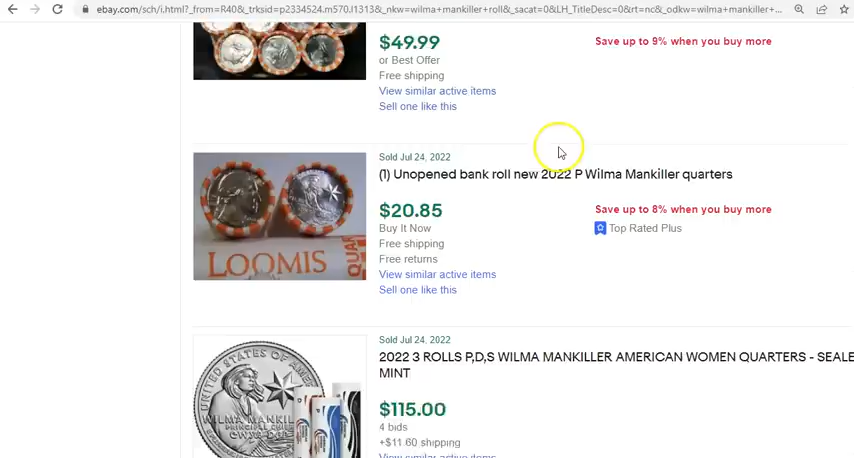 ebay.com/sch/i.html?_from=R40&_trksid=p2334524.m570.l1313&_nkw=wilma+mankiller+roll&_sacat=0&LH_TitleDesc=0&rt=nc&_odkw=wilma+mankiller+...
$49.99
Save up to 9% when you buy more
or Best Offer
Free shipping
View similar active items
Sell one like this
Sold Jul 24, 2022
(1) Unopened bank roll new 2022 P Wilma Mankiller quarters
$20.85
Save up to 8% when you buy more
Buy It Now
Top Rated Plus
Free shipping
Free returns
View similar active items
Sell one like this
LOOMIS
QUAR
Sold Jul 24, 2022
2022 3 ROLLS P,D,S WILMA MANKILLER AMERICAN WOMEN QUARTERS - SEALE
MINT
$115.00
4 bids
+$11.60 shipping
View similar active items
UNITED STATES OF AME
WILMA MANKIL
PRINCIPAL CHIEF